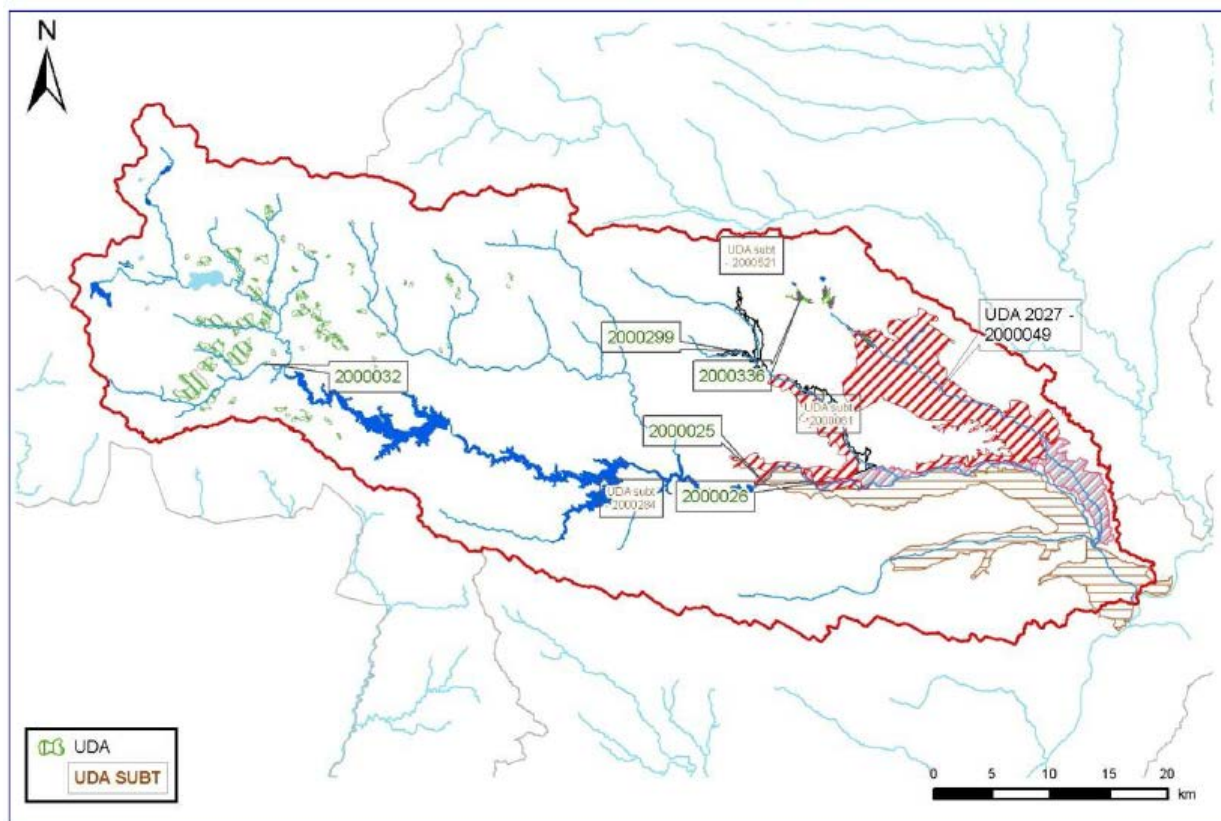 N
UDA subt
- 2000521
UDA 2027 -
2000049
2000299
2000336
2000032
UDA subt
- 2000061
2000025
2000026
UDA subt
- 2000284
UDA
UDA SUBT
0 5 10 15 20
km